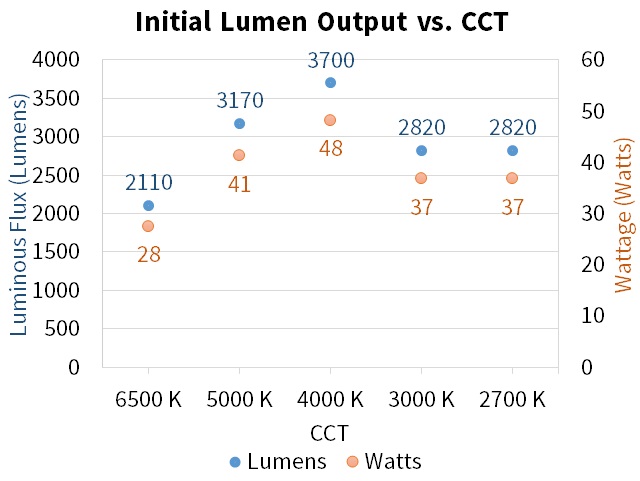 Initial Lumen Output vs. CCT
4000
3500
3000
2500
2000
1500
1000
500
0
Luminous Flux (Lumens)
2110
3170
3700
2820
2820
28
41
48
37
37
60
50
40
30
20
10
0
Wattage (Watts)
6500 K
5000 K
4000 K
3000 K
2700 K
CCT
Lumens
Watts